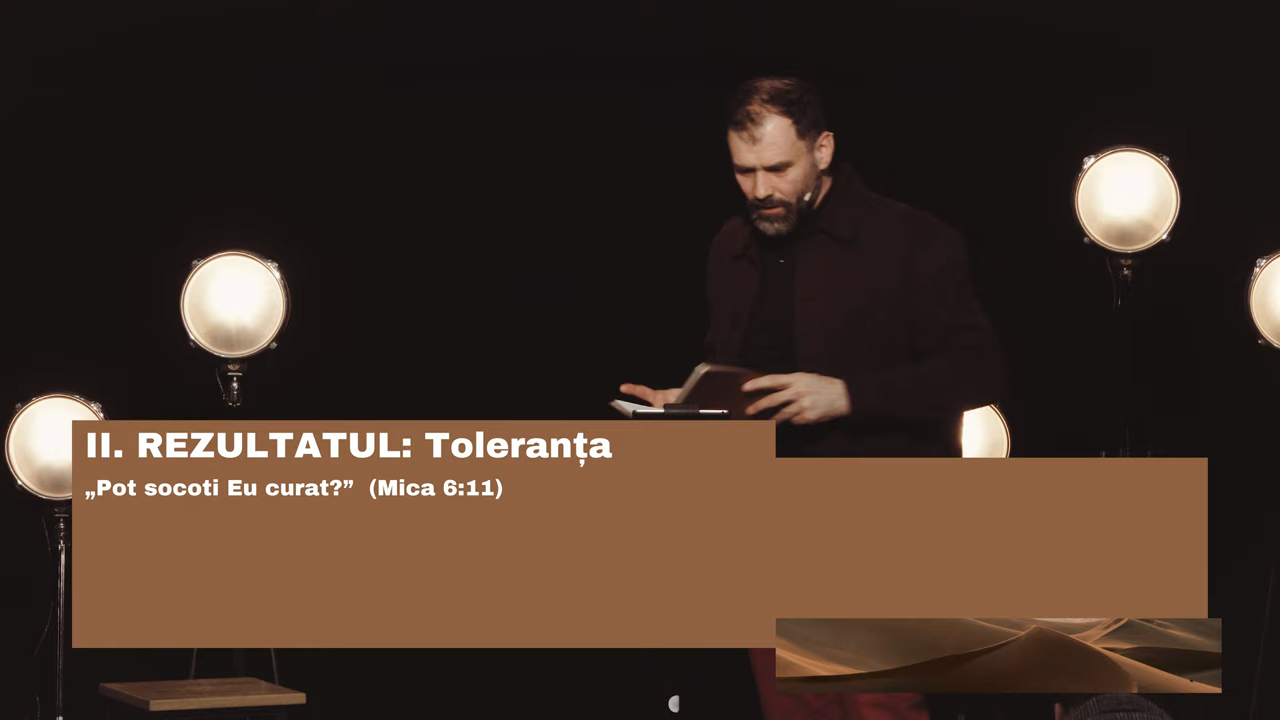 II. REZULTATUL: Toleranța
„Pot socoti Eu curat?” (Mica 6:11)